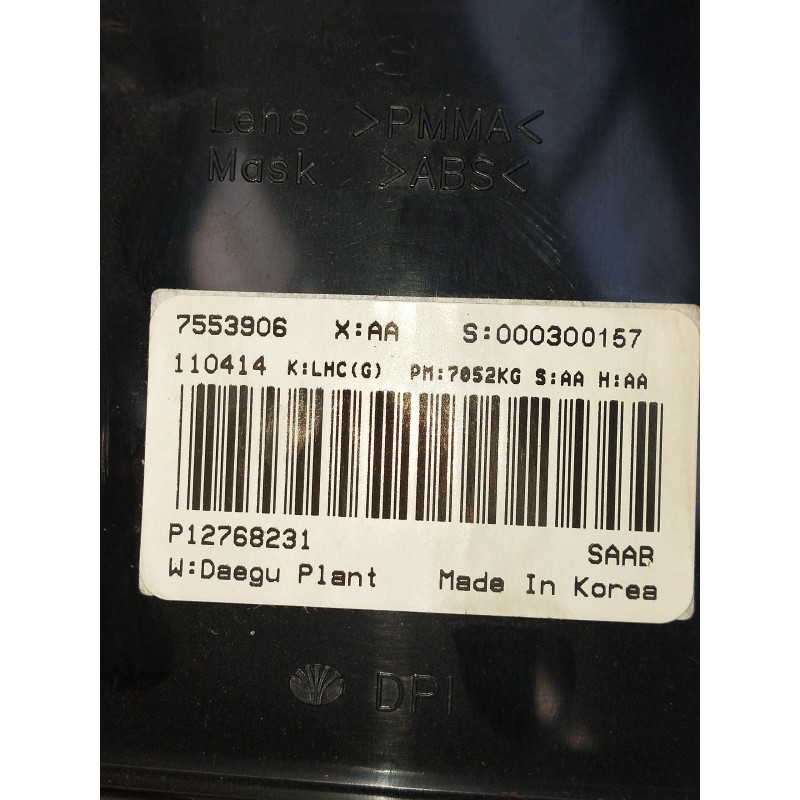 Lens >PMMA<
Mask >ABS<
7553906 X:AA S:000300157
110414 K:LHC(G) PM:7052KG S:AA H:AA
P12768231 SAAB
W:Daegu Plant Made In Korea
DPI